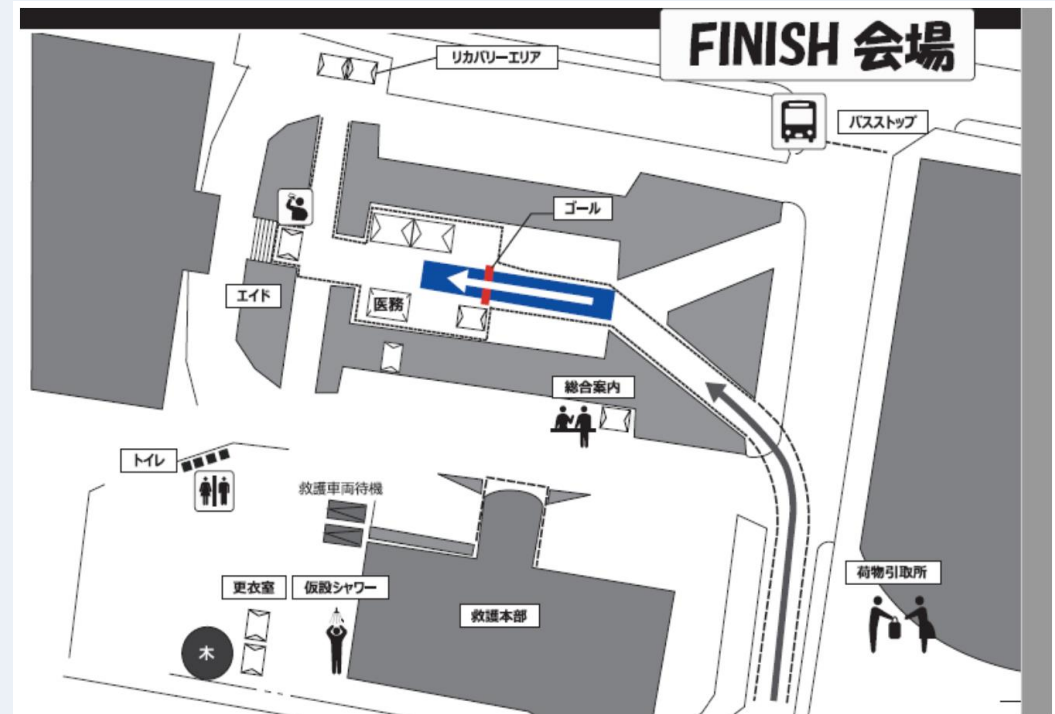 FINISH 会場
リカバリーエリア
バスストップ
ゴール
エイド
医務
総合案内
トイレ
救護車両待機
荷物引取所
更衣室
仮設シャワー
救護本部
木